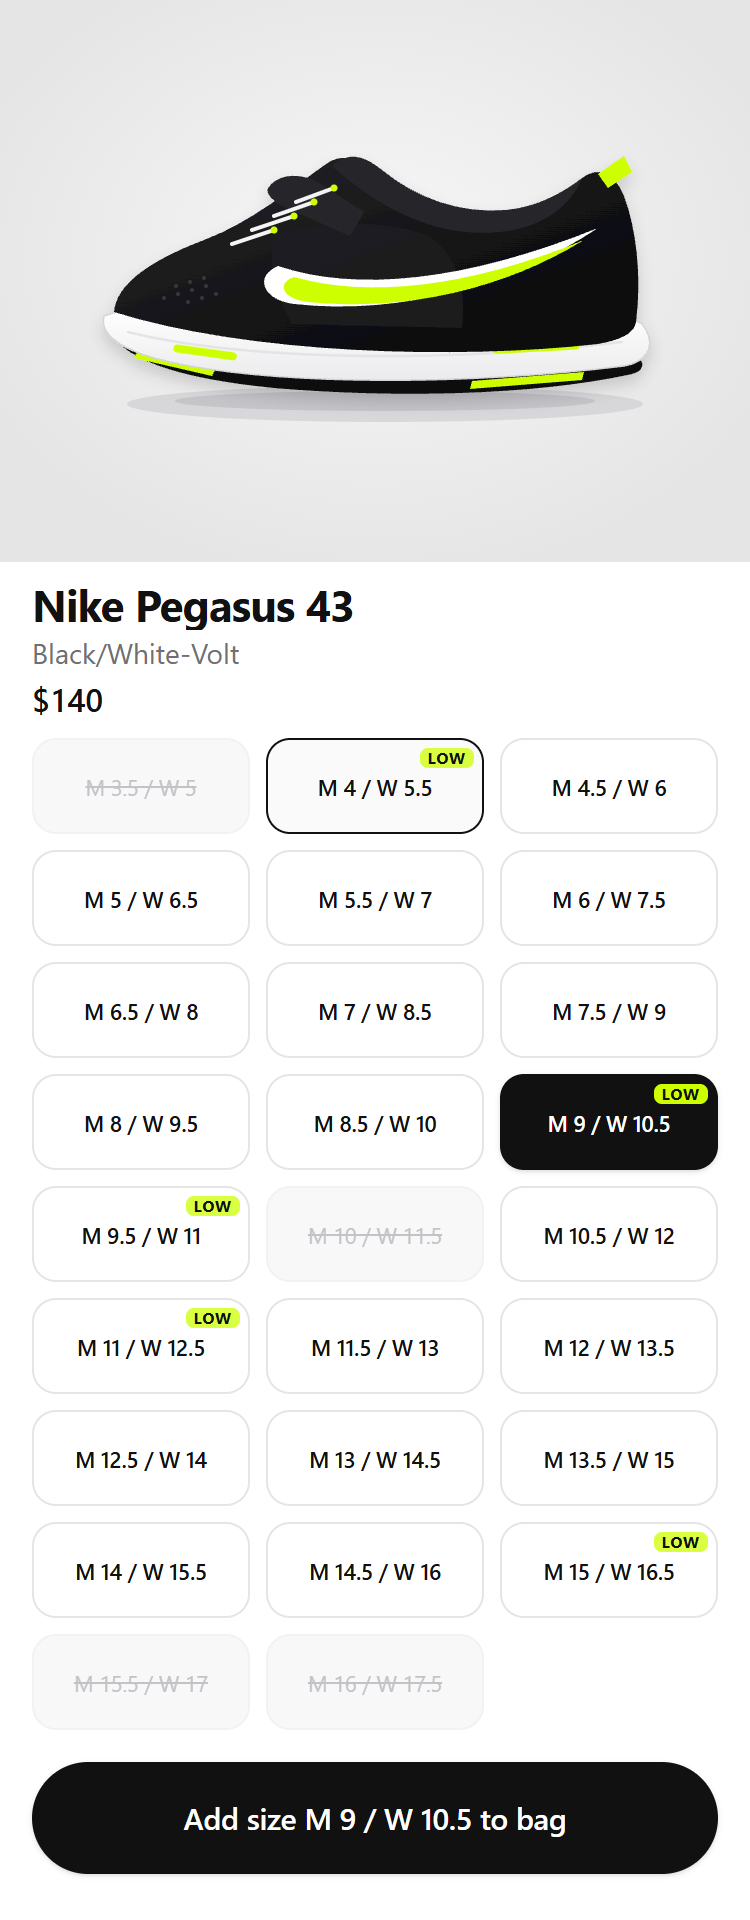 Nike Pegasus 43
Black/White-Volt
$140
M 3.5 / W 5
LOW
M 4 / W 5.5
M 4.5 / W 6
M 5 / W 6.5
M 5.5 / W 7
M 6 / W 7.5
M 6.5 / W 8
M 7 / W 8.5
M 7.5 / W 9
M 8 / W 9.5
M 8.5 / W 10
LOW
M 9 / W 10.5
LOW
M 9.5 / W 11
M 10 / W 11.5
M 10.5 / W 12
LOW
M 11 / W 12.5
M 11.5 / W 13
M 12 / W 13.5
M 12.5 / W 14
M 13 / W 14.5
M 13.5 / W 15
M 14 / W 15.5
M 14.5 / W 16
LOW
M 15 / W 16.5
M 15.5 / W 17
M 16 / W 17.5
Add size M 9 / W 10.5 to bag